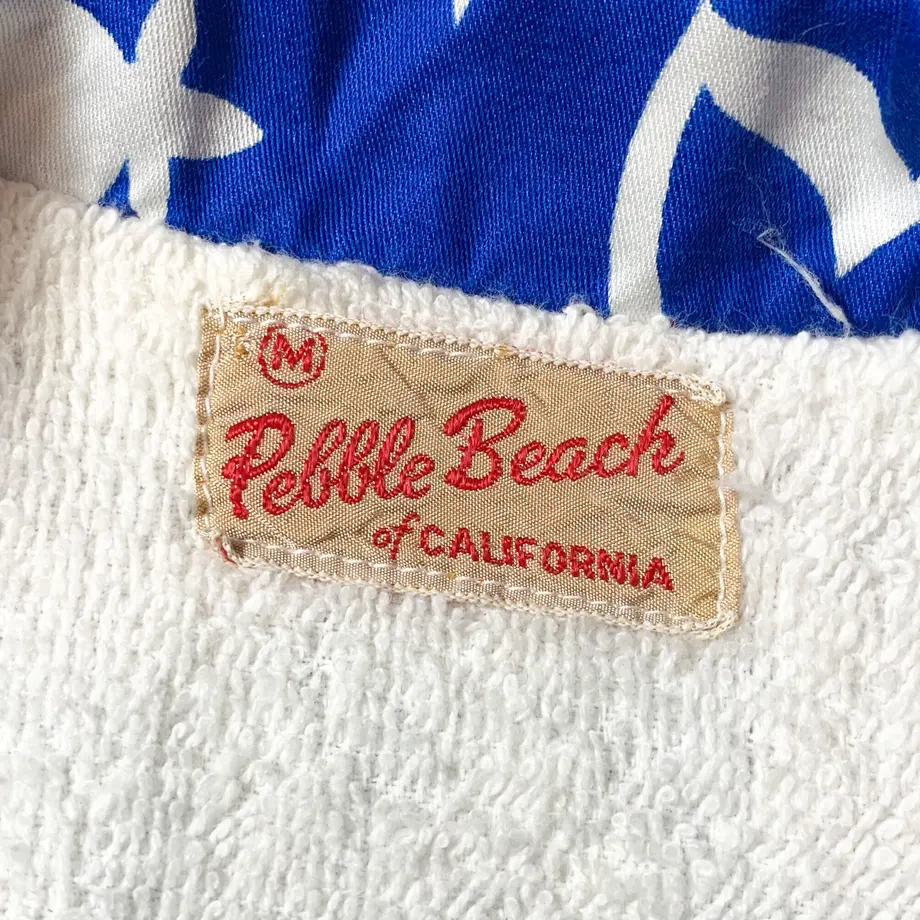 M
Pebble Beach
of CALIFORNIA